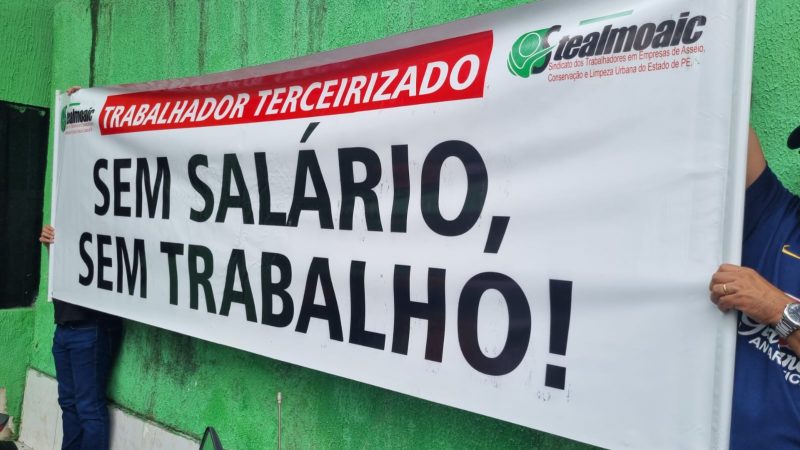 Stealmoaic
Sindicato dos Trabalhadores em Empresas de Asseio,
Conservação e Limpeza Urbana do Estado de PE.
Stealmoaic
TRABALHADOR TERCEIRIZADO
SEM SALÁRIO,
SEM TRABALHO!